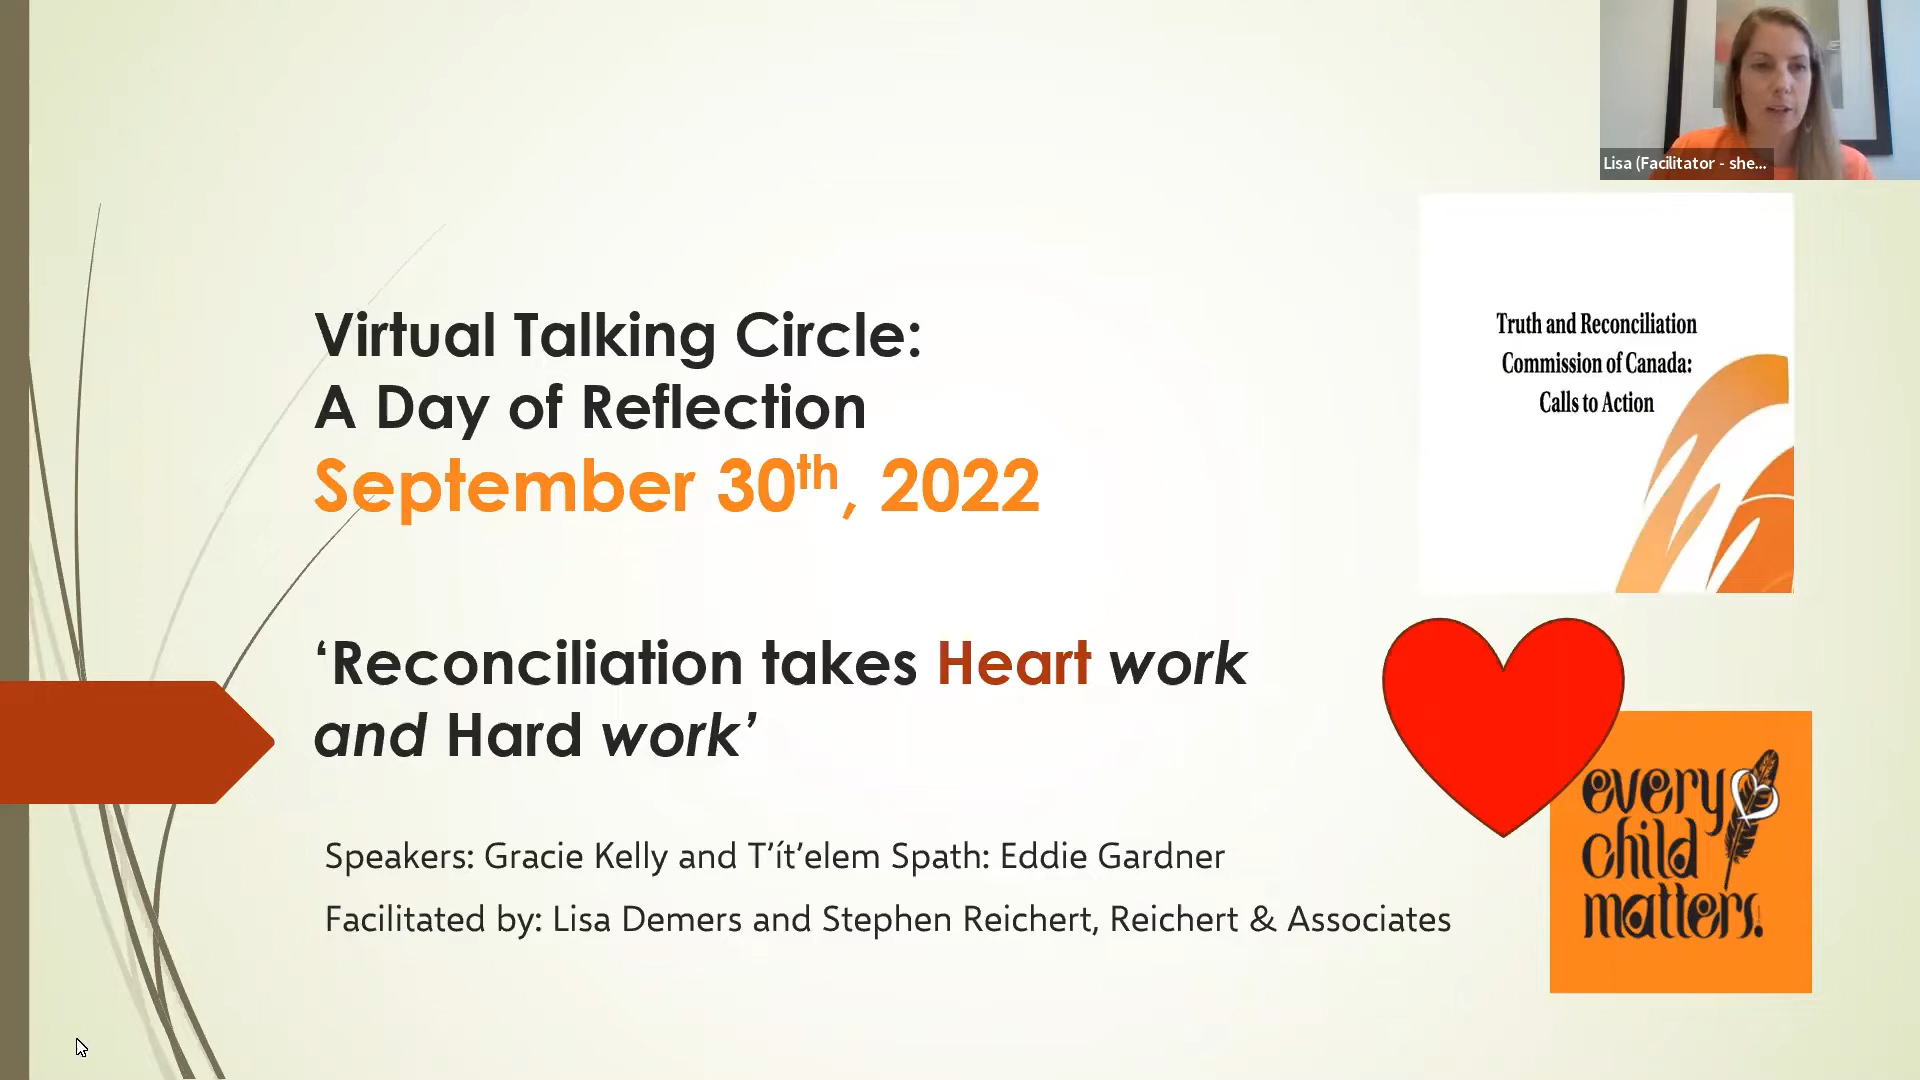 Lisa (Facilitator - she...
Truth and Reconciliation
Commission of Canada:
Calls to Action
Virtual Talking Circle:
A Day of Reflection
September 30th, 2022
‘Reconciliation takes Heart work
and Hard work’
Speakers: Gracie Kelly and T’ít’elem Spath: Eddie Gardner
Facilitated by: Lisa Demers and Stephen Reichert, Reichert & Associates
every
child
matters.